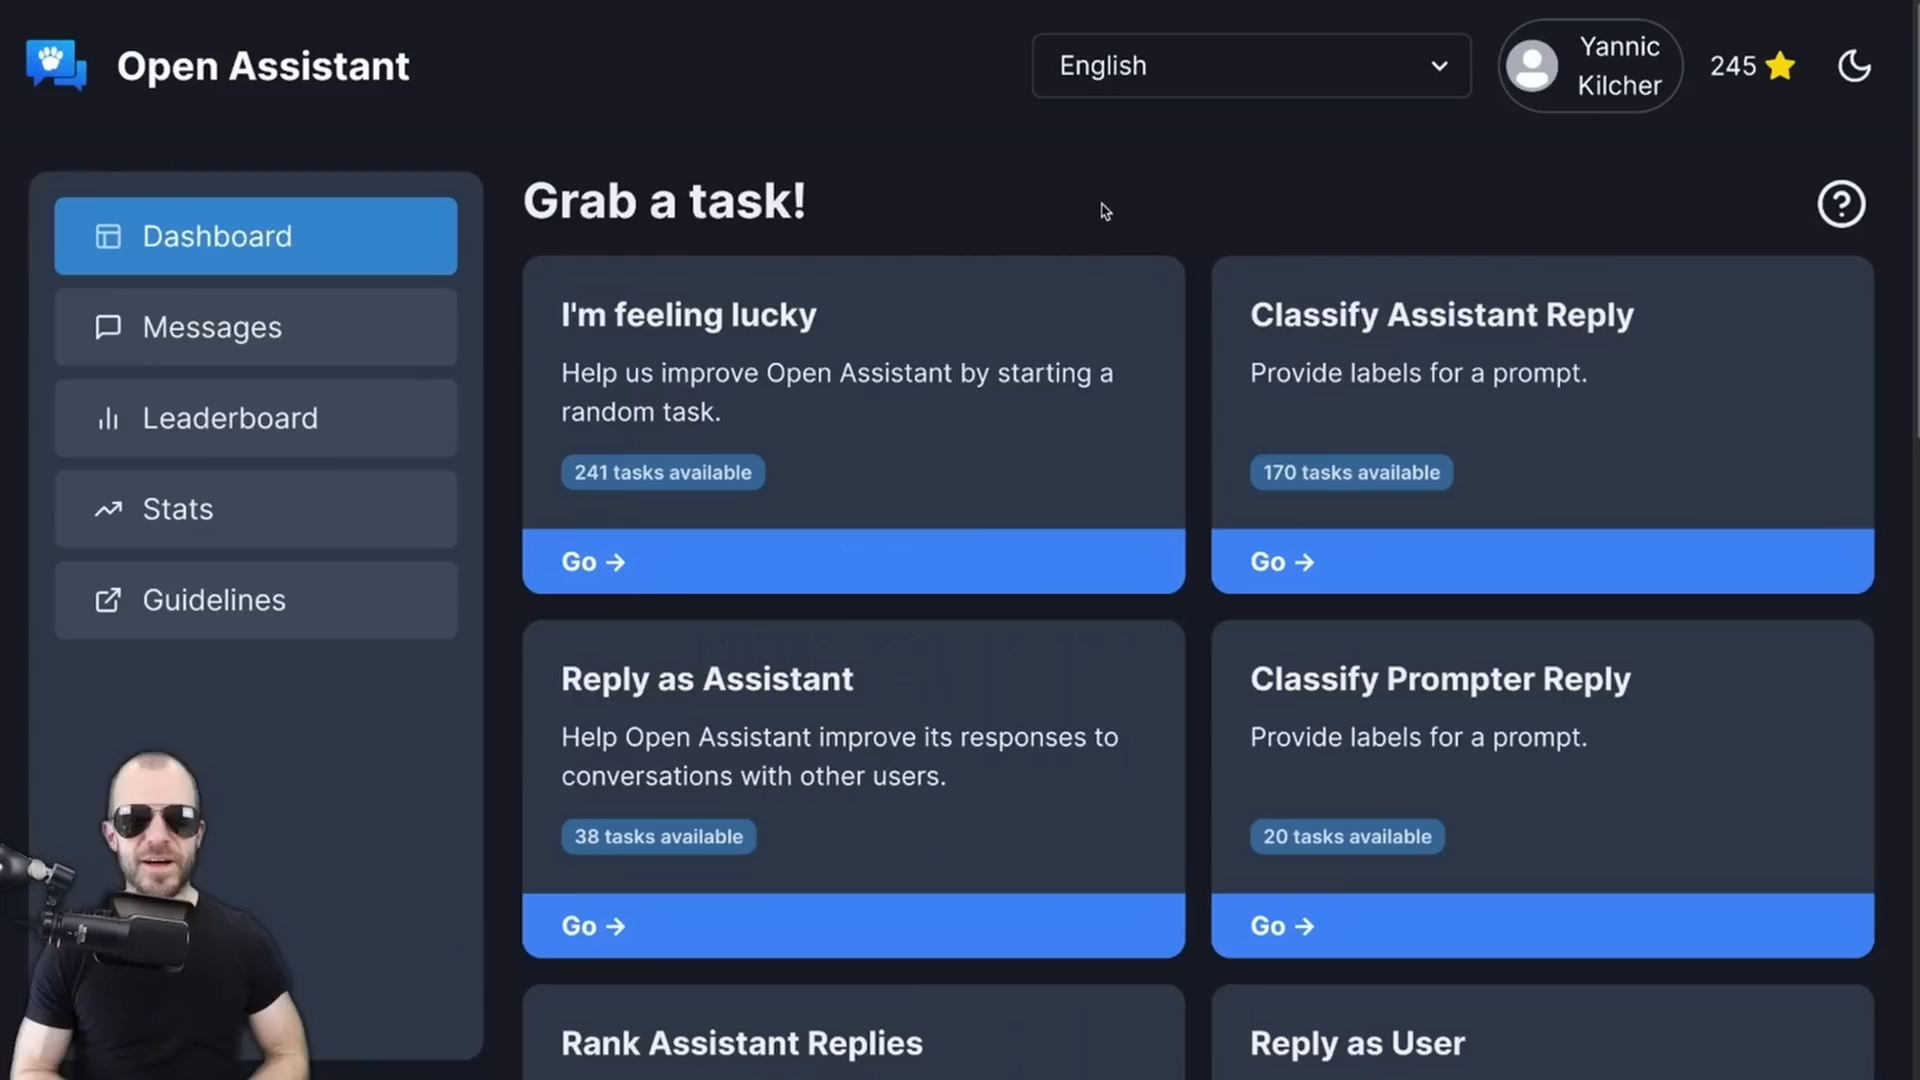 Open Assistant
English
Yannic
Kilcher
245
Dashboard
Messages
Leaderboard
Stats
Guidelines
Grab a task!
I'm feeling lucky
Help us improve Open Assistant by starting a
random task.
241 tasks available
Go →
Classify Assistant Reply
Provide labels for a prompt.
170 tasks available
Go →
Reply as Assistant
Help Open Assistant improve its responses to
conversations with other users.
38 tasks available
Go →
Classify Prompter Reply
Provide labels for a prompt.
20 tasks available
Go →
Rank Assistant Replies
Reply as User